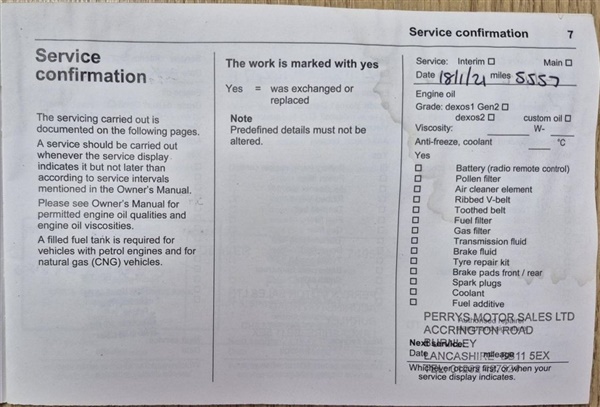 Service confirmation 7
Service
confirmation
The servicing carried out is
documented on the following pages.
A service should be carried out
whenever the service display
indicates it but not later than
according to service intervals
mentioned in the Owner's Manual.
Please see Owner's Manual for
permitted engine oil qualities and
engine oil viscosities.
A filled fuel tank is required for
vehicles with petrol engines and for
natural gas (CNG) vehicles.
The work is marked with yes
Yes = was exchanged or
replaced
Note
Predefined details must not be
altered.
Service: Interim ☐ Main ☐
Date 18/1/21 miles 8557
Engine oil
Grade: dexos1 Gen2 ☐
dexos2 ☐ custom oil ☐
Viscosity: W-
Anti-freeze, coolant °C
Yes
☐ Battery (radio remote control)
☐ Pollen filter
☐ Air cleaner element
☐ Ribbed V-belt
☐ Toothed belt
☐ Fuel filter
☐ Gas filter
☐ Transmission fluid
☐ Brake fluid
☐ Tyre repair kit
☐ Brake pads front / rear
☐ Spark plugs
☐ Coolant
☐ Fuel additive
PERRYS MOTOR SALES LTD
ACCRINGTON ROAD
BURNLEY
Next service:
LANCASHIRE BB11 5EX
Date mileage
Whichever occurs first, or when your
service display indicates.